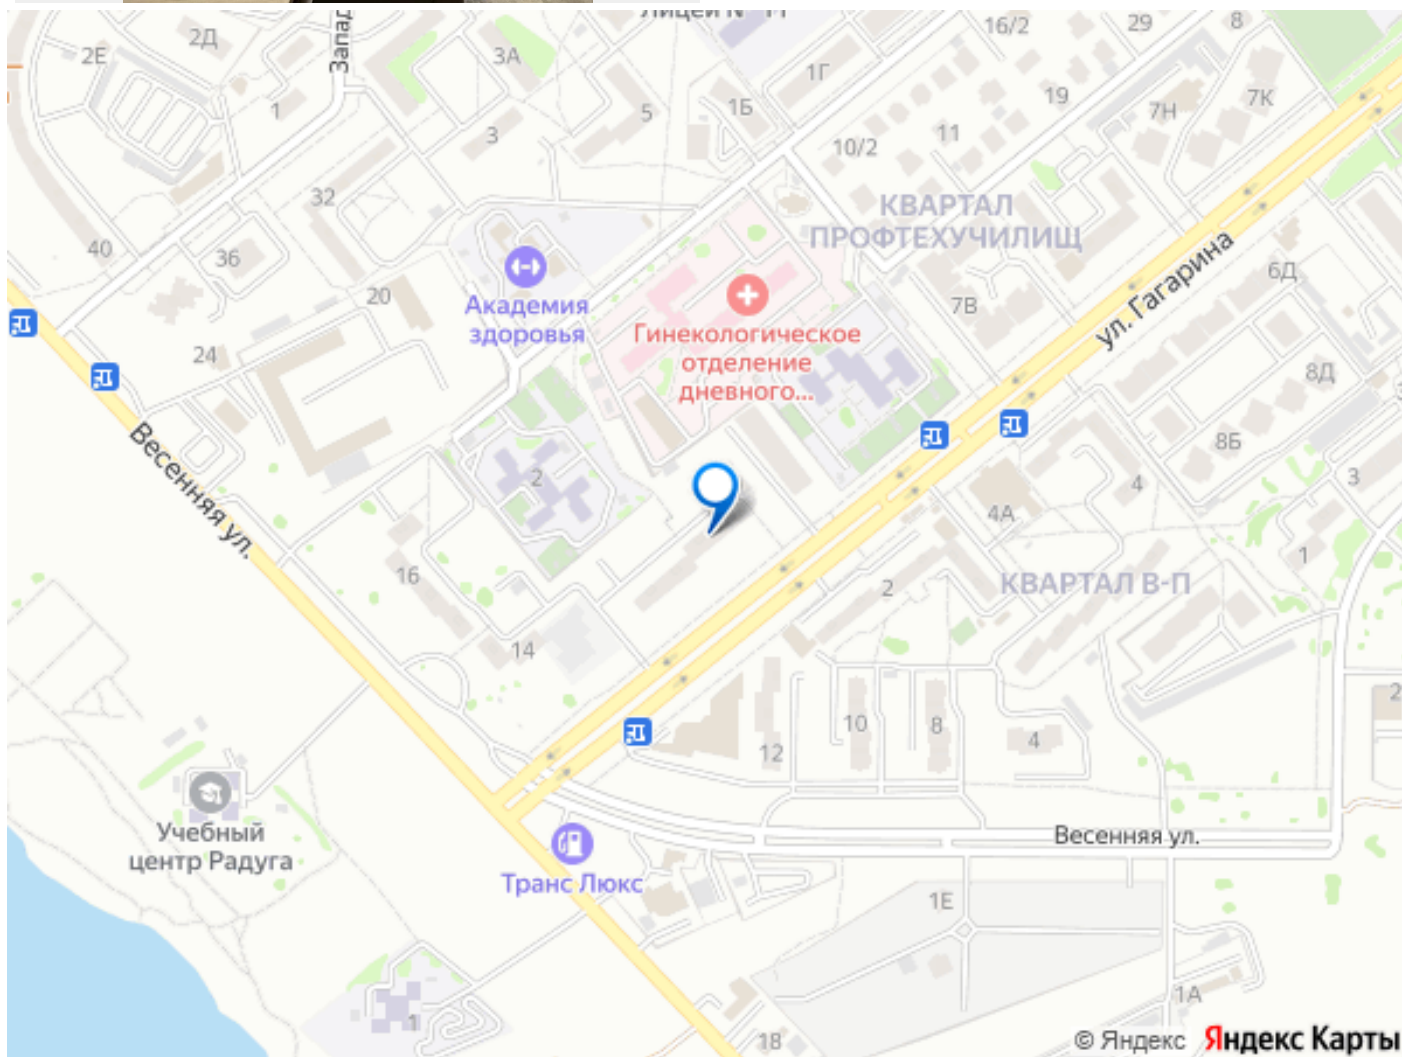 16/2
29
8
2Д
2Е
Запад
3А
1Г
1
3
5
1Б
19
7Н
7К
10/2
11
32
КВАРТАЛ
ПРОФТЕХУЧИЛИЩ
40
36
20
24
Академия
здоровья
Гинекологическое
отделение
дневного...
7В
ул. Гагарина
6Д
8Д
8Б
Весенняя ул.
2
4А
4
3
1
16
14
2
КВАРТАЛ В-П
12
10
8
4
2
Учебный
центр Радуга
Транс Люкс
Весенняя ул.
1Е
1А
1
18
© Яндекс Яндекс Карты